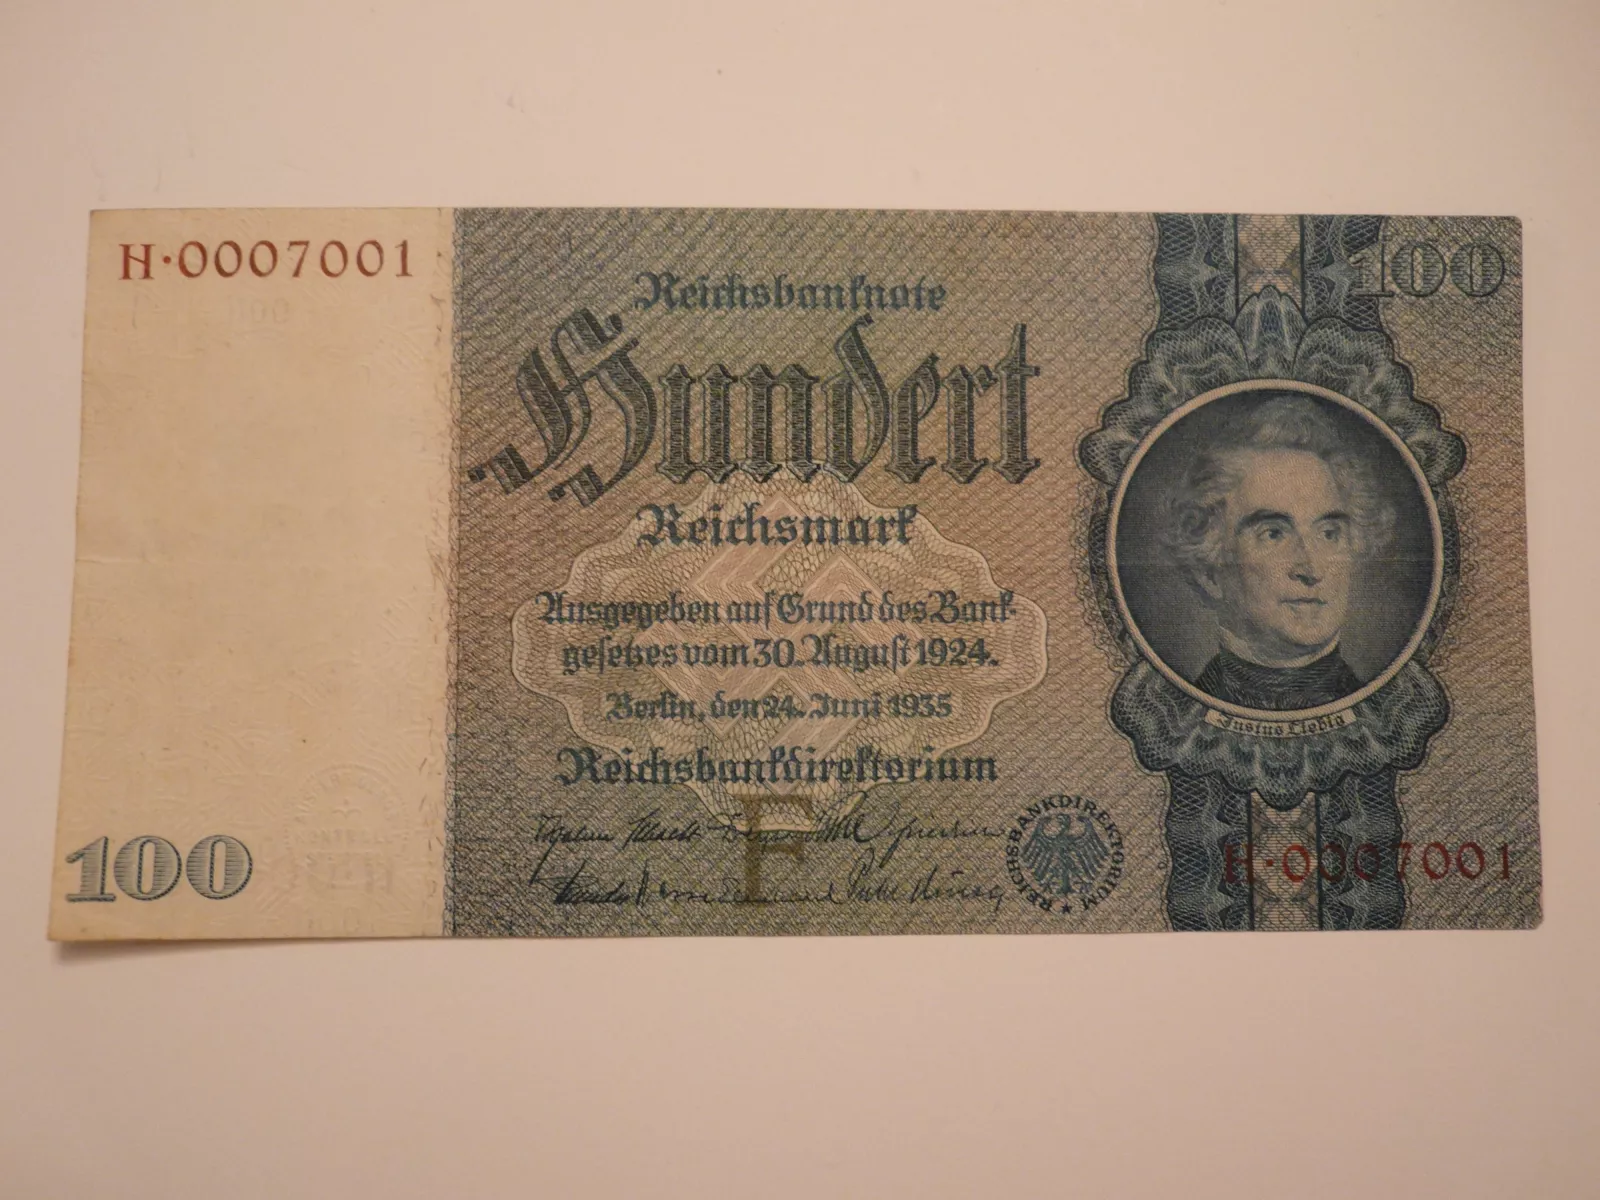 H·0007001
100
Reichsbanknote
Hundert
Reichsmark
Ausgegeben auf Grund des Bank-
gesetzes vom 30. August 1924.
Berlin, den 24. Juni 1935
Reichsbankdirektorium
REICHSBANKDIREKTORIUM
F
Justus Liebig
H·0007001
100